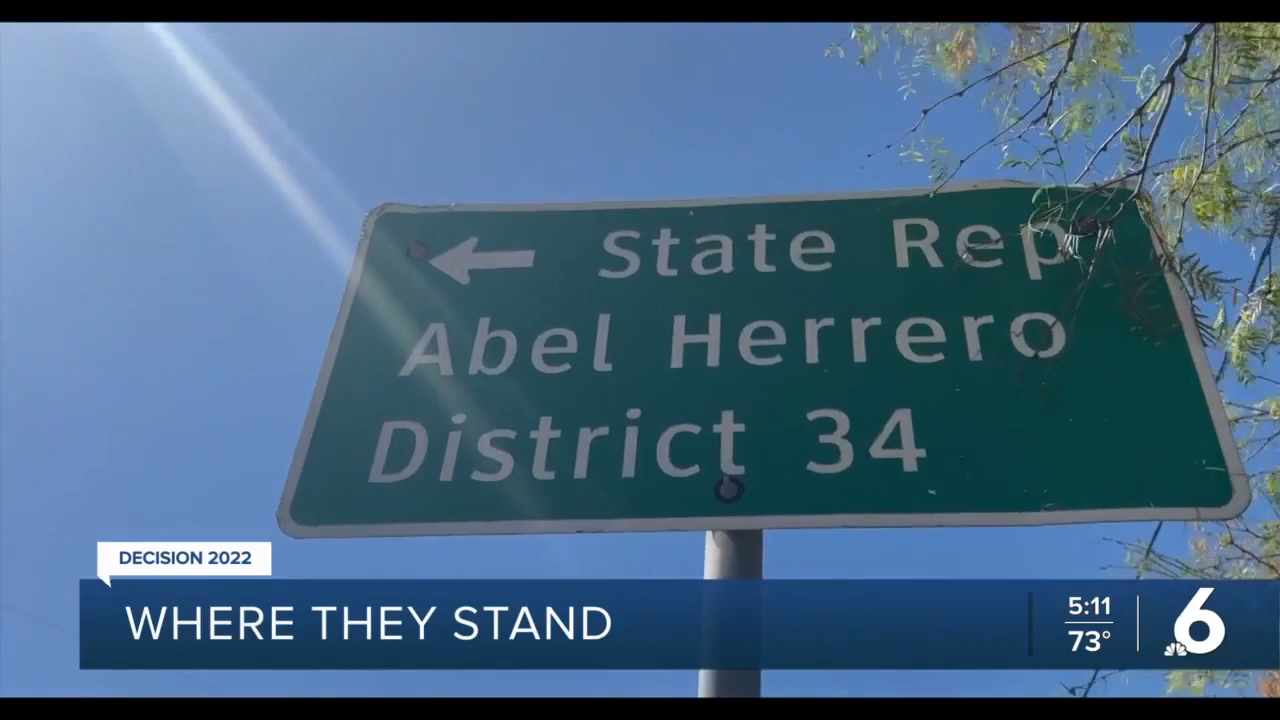 State Rep
Abel Herrero
District 34
DECISION 2022
WHERE THEY STAND
5:11
73°
6